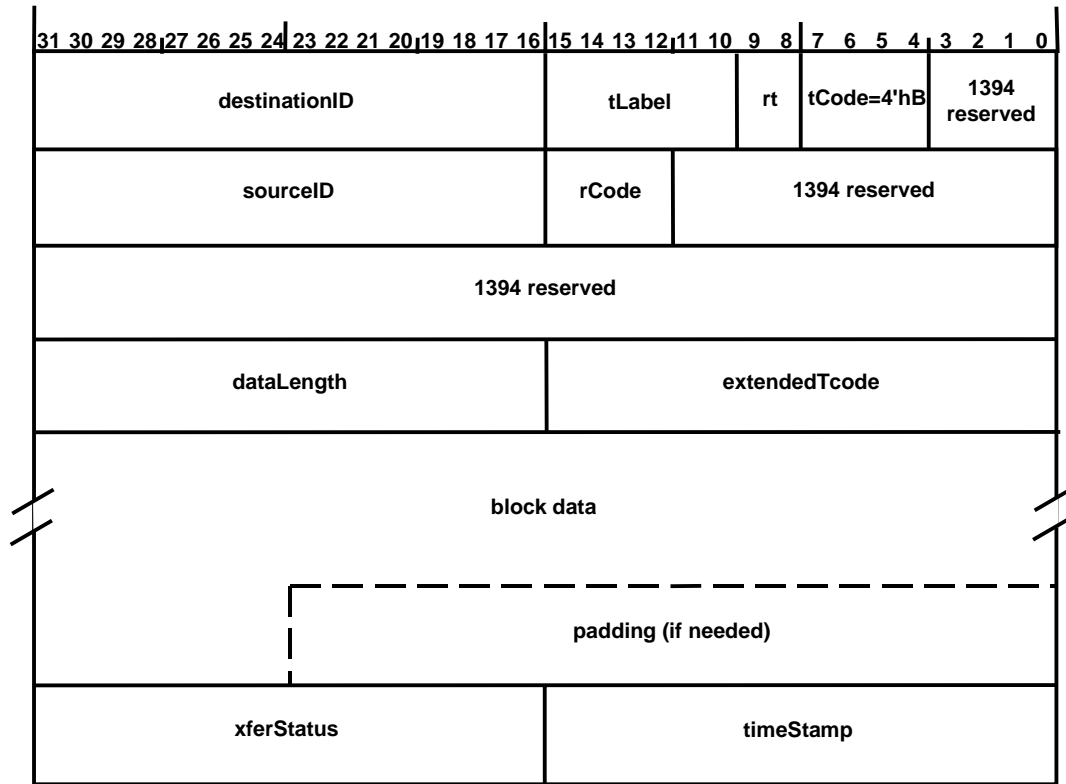 31 30 29 28 27 26 25 24 23 22 21 20 19 18 17 16 15 14 13 12 11 10 9 8 7 6 5 4 3 2 1 0
destinationID tLabel rt tCode=4'hB 1394
reserved
sourceID rCode 1394 reserved
1394 reserved
dataLength extendedTcode
block data
padding (if needed)
xferStatus timeStamp